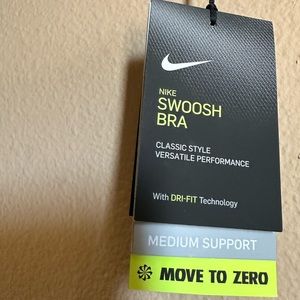 NIKE
SWOOSH
BRA
CLASSIC STYLE
VERSATILE PERFORMANCE
With DRI-FIT Technology
MEDIUM SUPPORT
MOVE TO ZERO